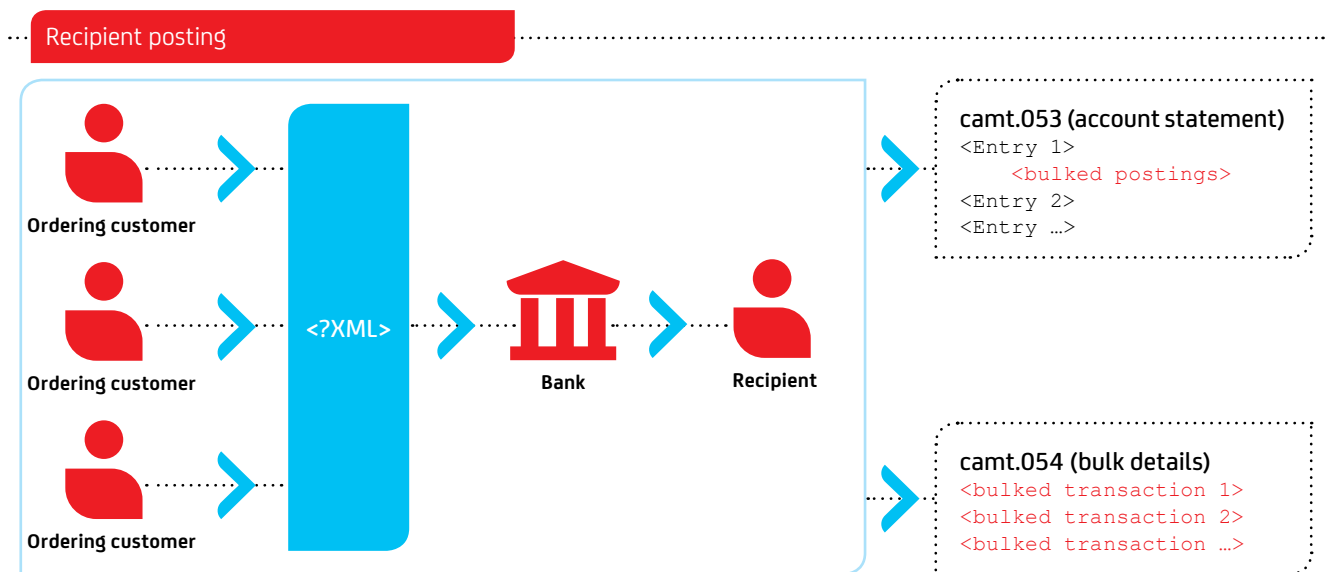 Recipient posting
Ordering customer
Ordering customer
Ordering customer
<?XML>
Bank
Recipient
camt.053 (account statement)
<Entry 1>
<bulked postings>
<Entry 2>
<Entry …>
camt.054 (bulk details)
<bulked transaction 1>
<bulked transaction 2>
<bulked transaction …>